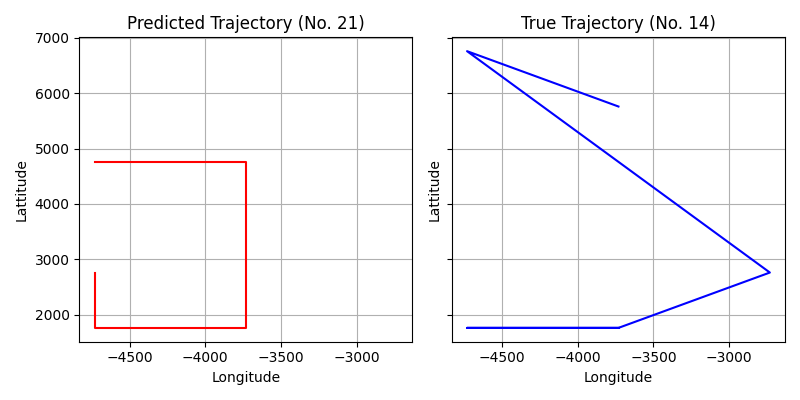 Predicted Trajectory (No. 21)
True Trajectory (No. 14)
7000
6000
5000
4000
3000
2000
Lattitude
Lattitude
−4500
−4000
−3500
−3000
−4500
−4000
−3500
−3000
Longitude
Longitude